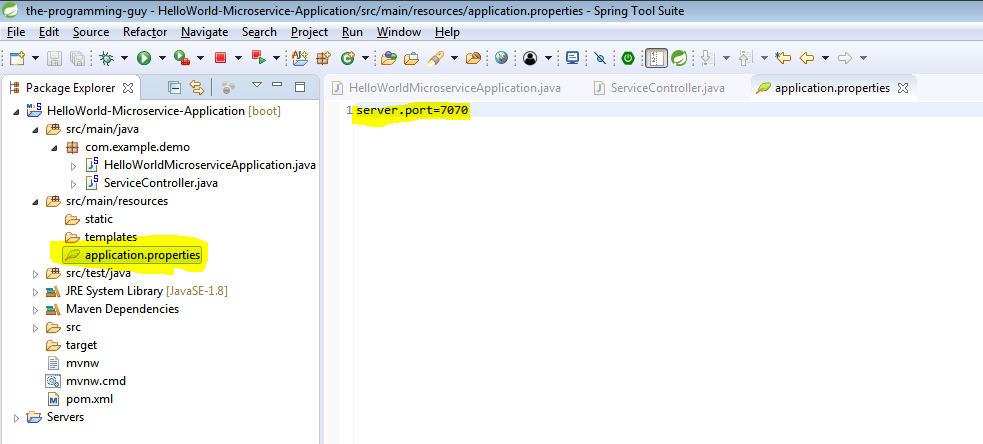 the-programming-guy - HelloWorld-Microservice-Application/src/main/resources/application.properties - Spring Tool Suite
File Edit Source Refactor Navigate Search Project Run Window Help
Package Explorer
HelloWorld-Microservice-Application [boot]
src/main/java
com.example.demo
HelloWorldMicroserviceApplication.java
ServiceController.java
src/main/resources
static
templates
application.properties
src/test/java
JRE System Library [JavaSE-1.8]
Maven Dependencies
src
target
mvnw
mvnw.cmd
pom.xml
Servers
HelloWorldMicroserviceApplication.java ServiceController.java application.properties
1 server.port=7070